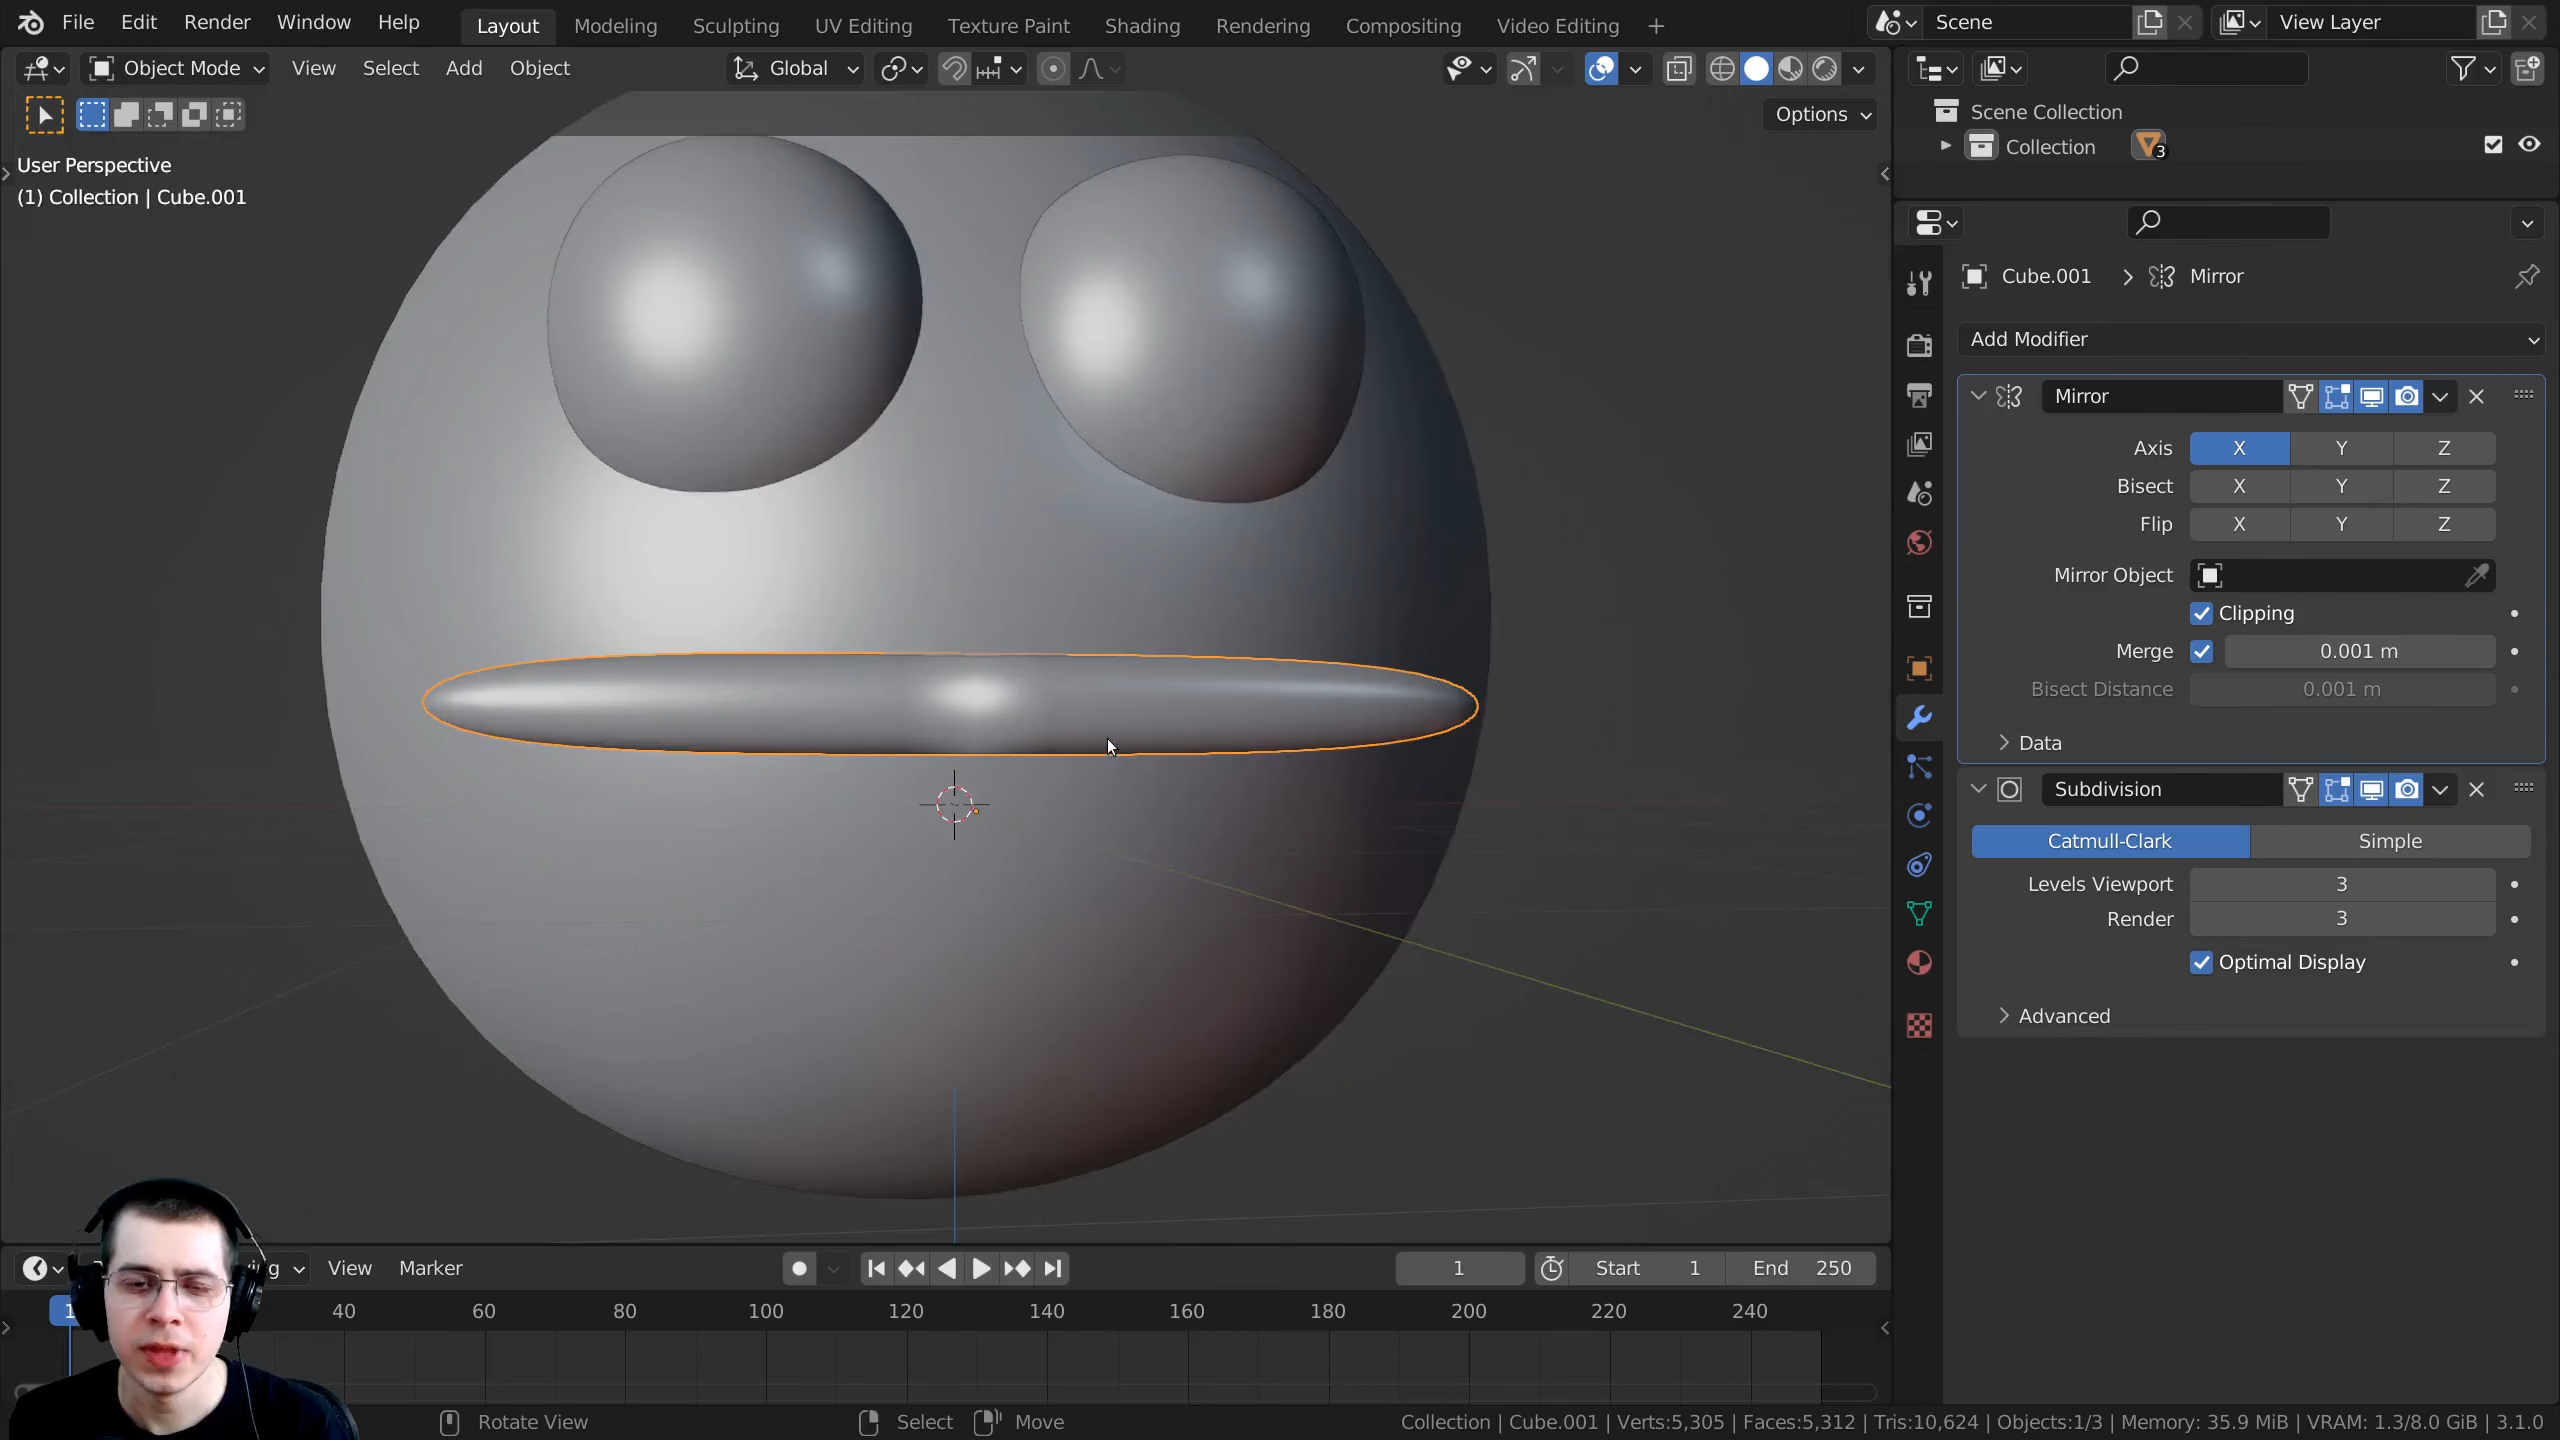 File Edit Render Window Help Layout Modeling Sculpting UV Editing Texture Paint Shading Rendering Compositing Video Editing + Scene View Layer
Object Mode View Select Add Object Global
Options
User Perspective
(1) Collection | Cube.001
Scene Collection
Collection 3
Cube.001 > Mirror
Add Modifier
Mirror
Axis X Y Z
Bisect X Y Z
Flip X Y Z
Mirror Object
Clipping
Merge 0.001 m
Bisect Distance 0.001 m
Data
Subdivision
Catmull-Clark Simple
Levels Viewport 3
Render 3
Optimal Display
Advanced
View Marker 1 Start 1 End 250
1 40 60 80 100 120 140 160 180 200 220 240
Rotate View Select Move Collection | Cube.001 | Verts:5,305 | Faces:5,312 | Tris:10,624 | Objects:1/3 | Memory: 35.9 MiB | VRAM: 1.3/8.0 GiB | 3.1.0